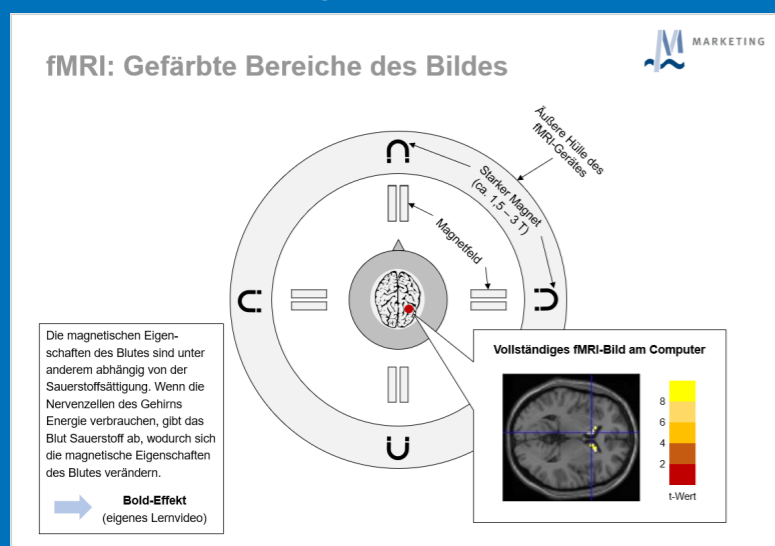 MARKETING
fMRI: Gefärbte Bereiche des Bildes
Äußere Hülle des
fMRI-Gerätes
Starker Magnet
(ca. 1,5 – 3 T)
Magnetfeld
Die magnetischen Eigen-
schaften des Blutes sind unter
anderem abhängig von der
Sauerstoffsättigung. Wenn die
Nervenzellen des Gehirns
Energie verbrauchen, gibt das
Blut Sauerstoff ab, wodurch sich
die magnetische Eigenschaften
des Blutes verändern.
Bold-Effekt
(eigenes Lernvideo)
Vollständiges fMRI-Bild am Computer
8
6
4
2
t-Wert